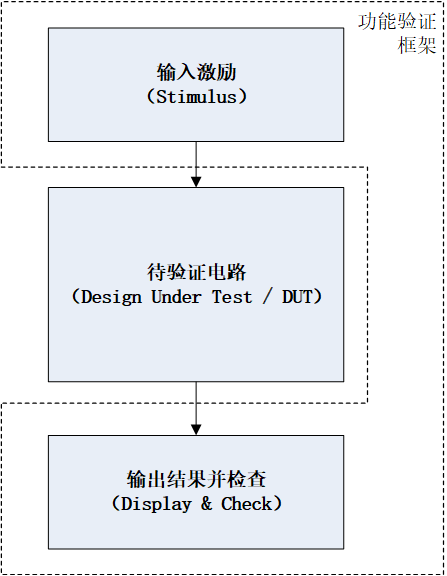 功能验证
框架
输入激励
（Stimulus）
待验证电路
（Design Under Test / DUT）
输出结果并检查
（Display & Check）